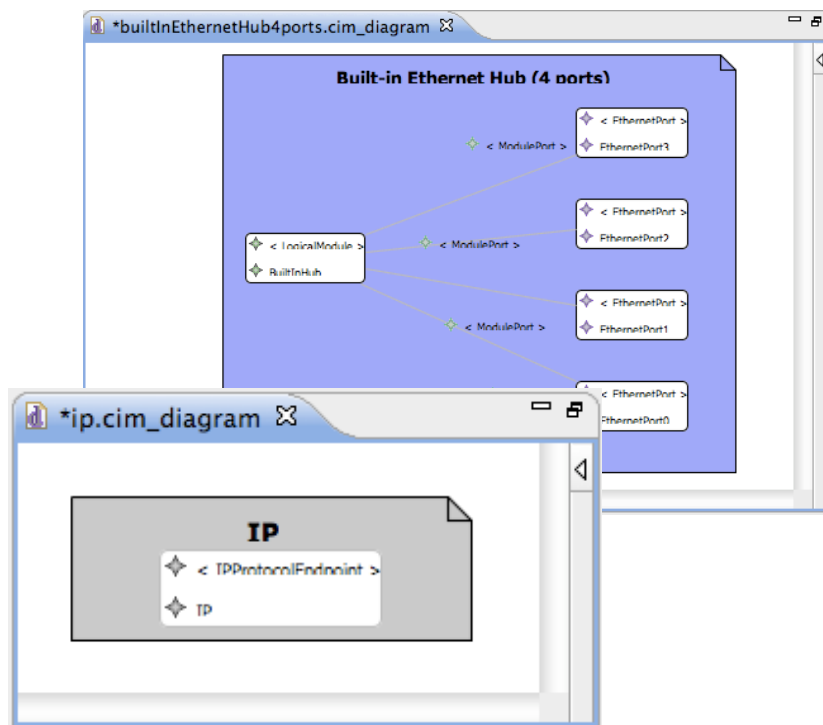 *builtInEthernetHub4ports.cim_diagram
Built-in Ethernet Hub (4 ports)
< EthernetPort >
EthernetPort3
< ModulePort >
< EthernetPort >
EthernetPort2
< LogicalModule >
BuiltInHub
< ModulePort >
< EthernetPort >
EthernetPort1
< ModulePort >
< EthernetPort >
EthernetPort0
*ip.cim_diagram
IP
< IPProtocolEndpoint >
IP